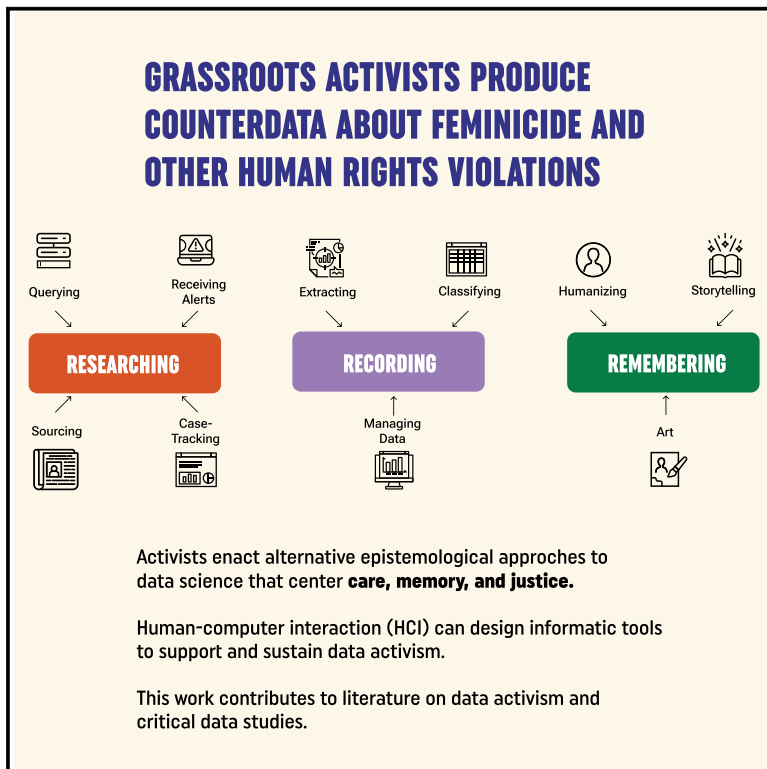 GRASSROOTS ACTIVISTS PRODUCE
COUNTERDATA ABOUT FEMINICIDE AND
OTHER HUMAN RIGHTS VIOLATIONS
Querying
Receiving
Alerts
Extracting
Classifying
Humanizing
Storytelling
RESEARCHING
RECORDING
REMEMBERING
Sourcing
Case-
Tracking
Managing
Data
Art
Activists enact alternative epistemological approches to
data science that center care, memory, and justice.
Human-computer interaction (HCI) can design informatic tools
to support and sustain data activism.
This work contributes to literature on data activism and
critical data studies.